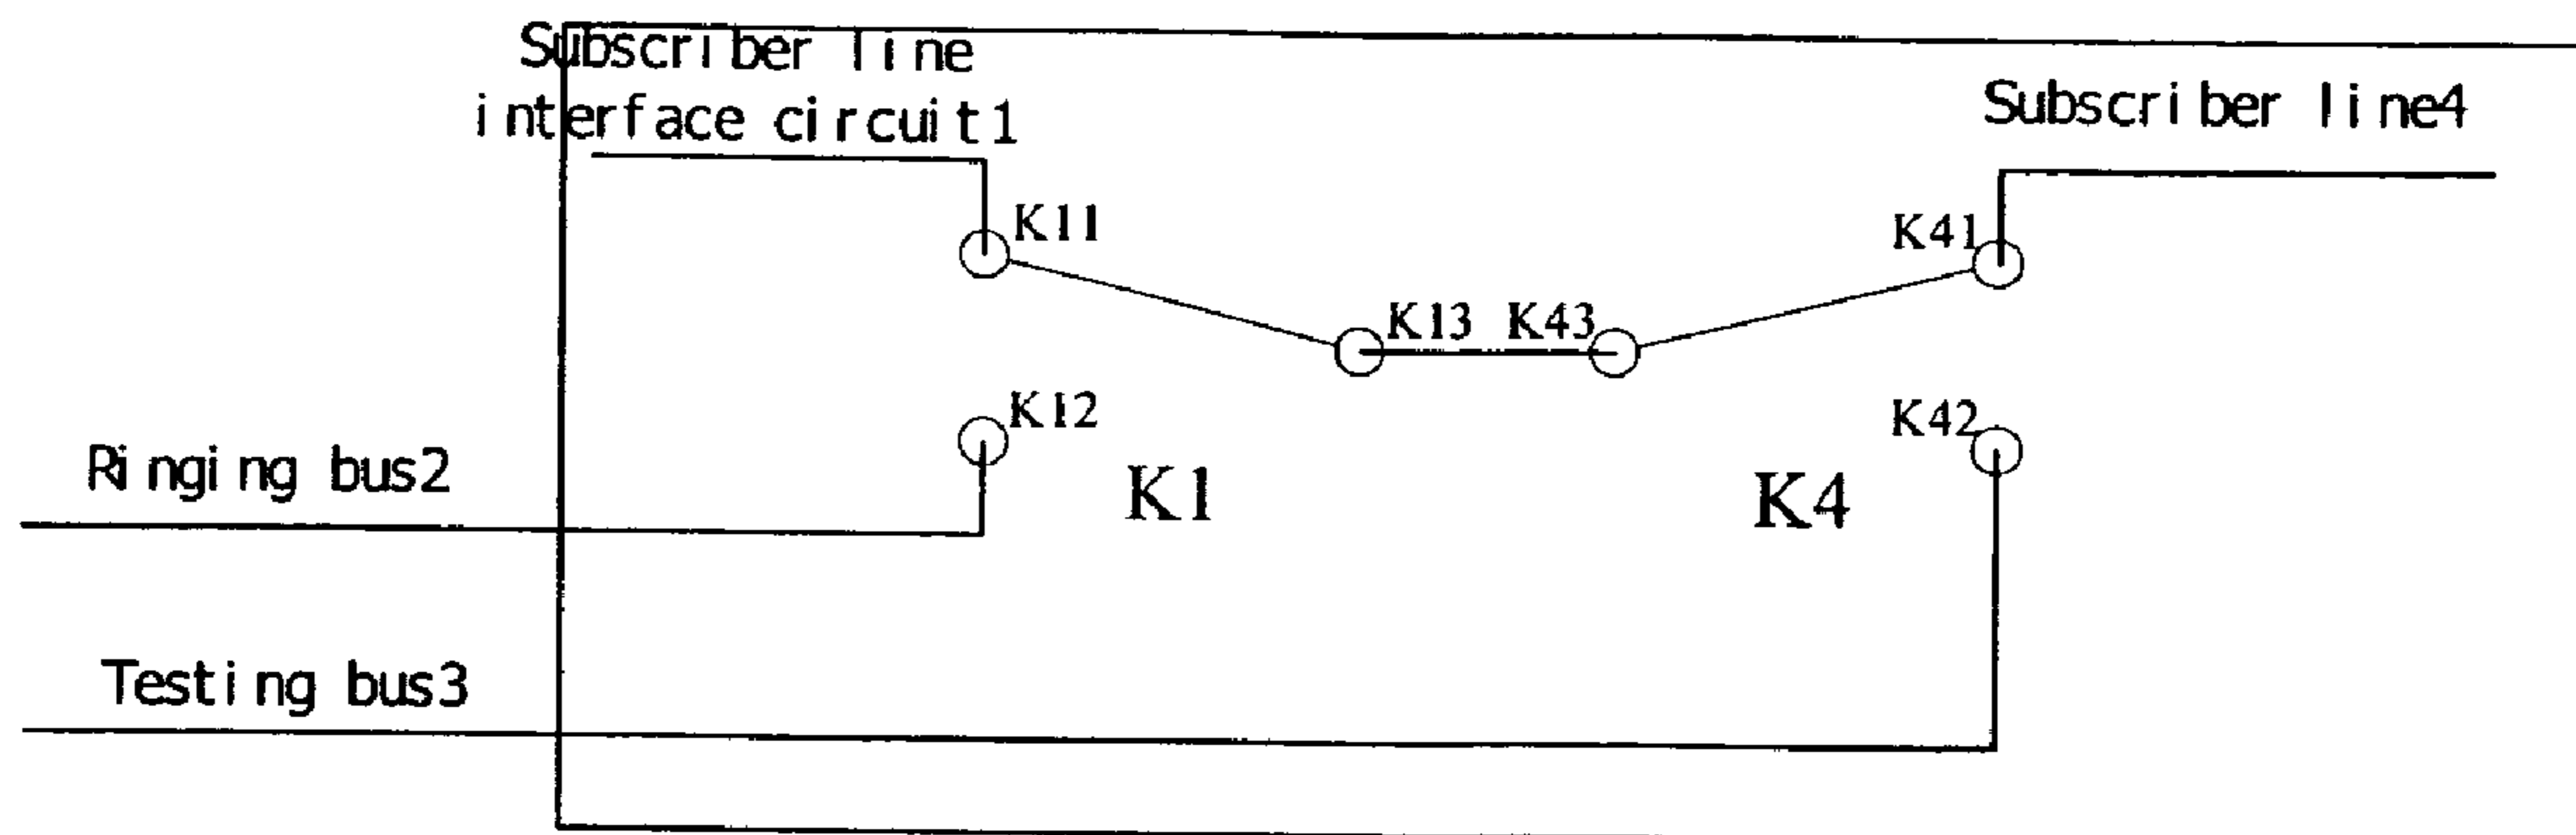 Subscriber line
interface circuit1
Subscriber line4
K11
K41
K13 K43
K12
K42
Ringing bus2
K1
K4
Testing bus3